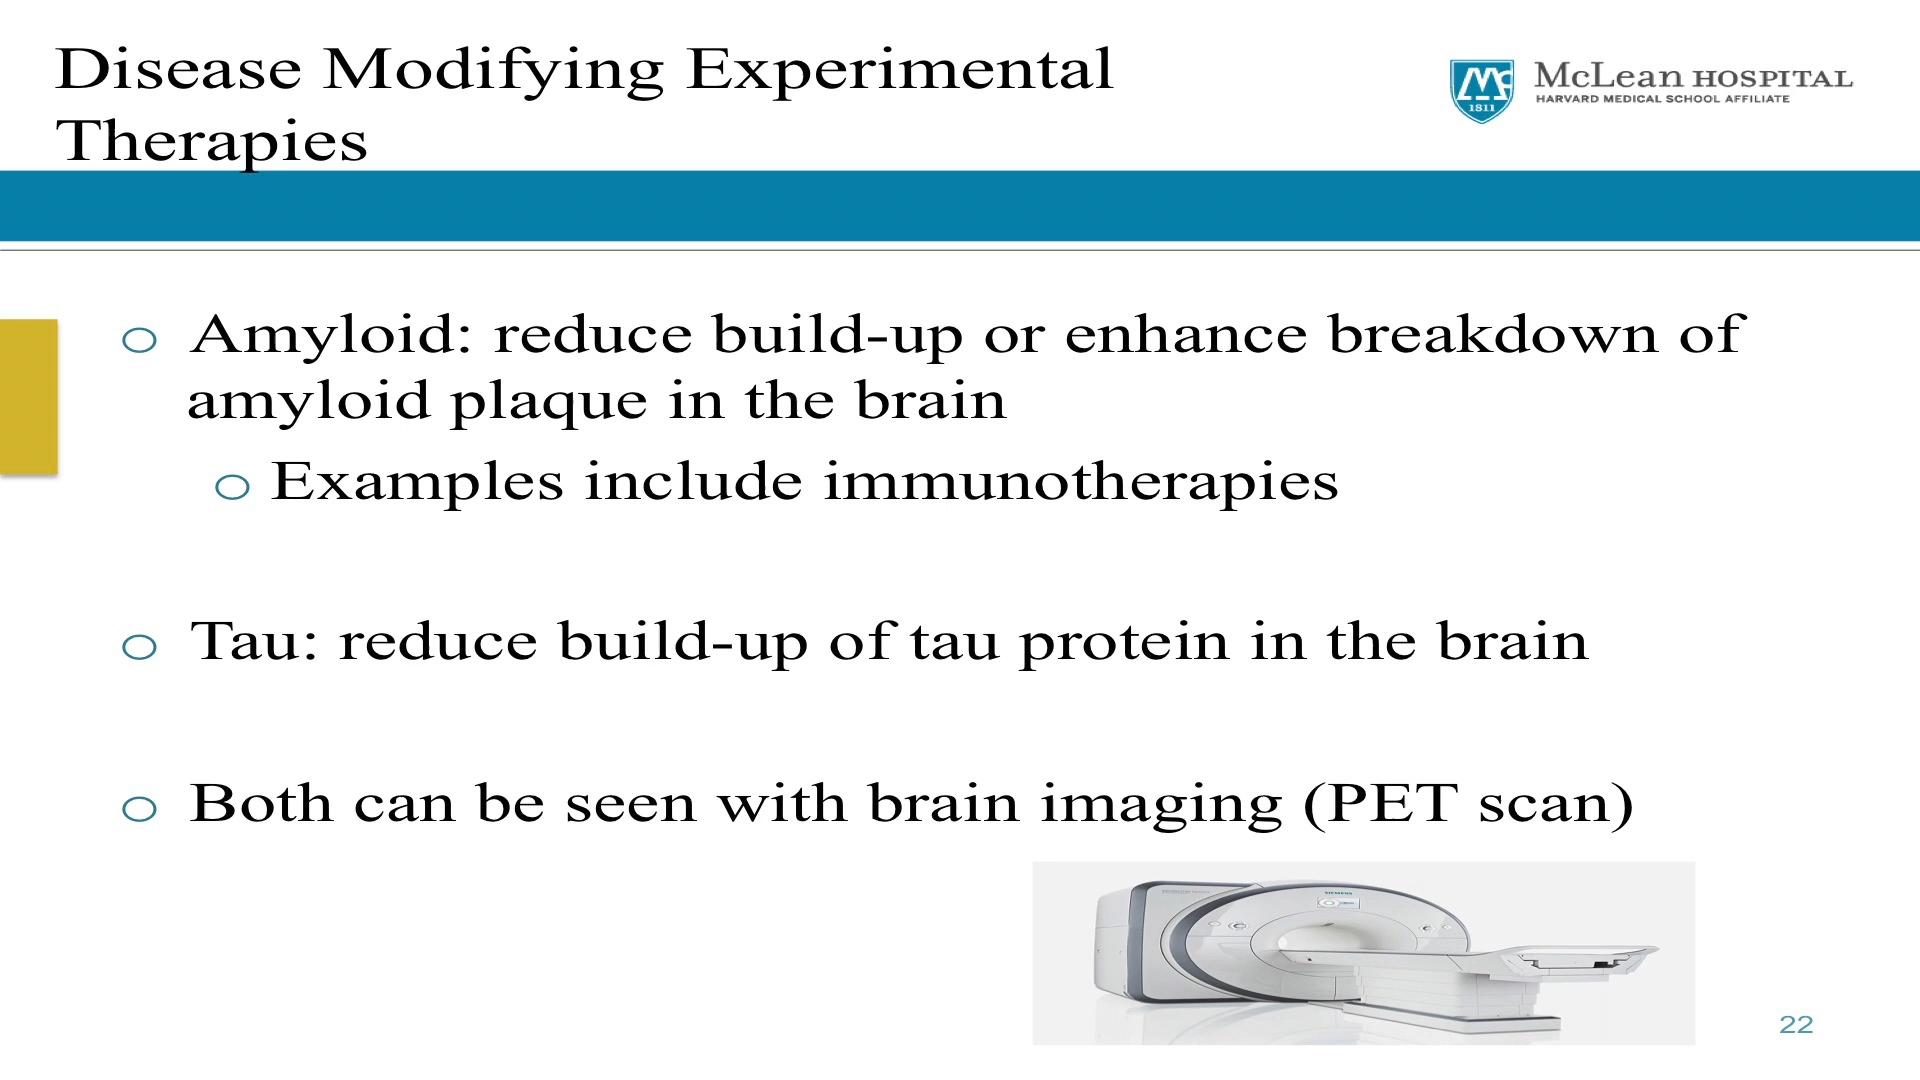 Disease Modifying Experimental
Therapies
McLean HOSPITAL
HARVARD MEDICAL SCHOOL AFFILIATE
1811
o Amyloid: reduce build-up or enhance breakdown of
amyloid plaque in the brain
o Examples include immunotherapies
o Tau: reduce build-up of tau protein in the brain
o Both can be seen with brain imaging (PET scan)
SIEMENS
22